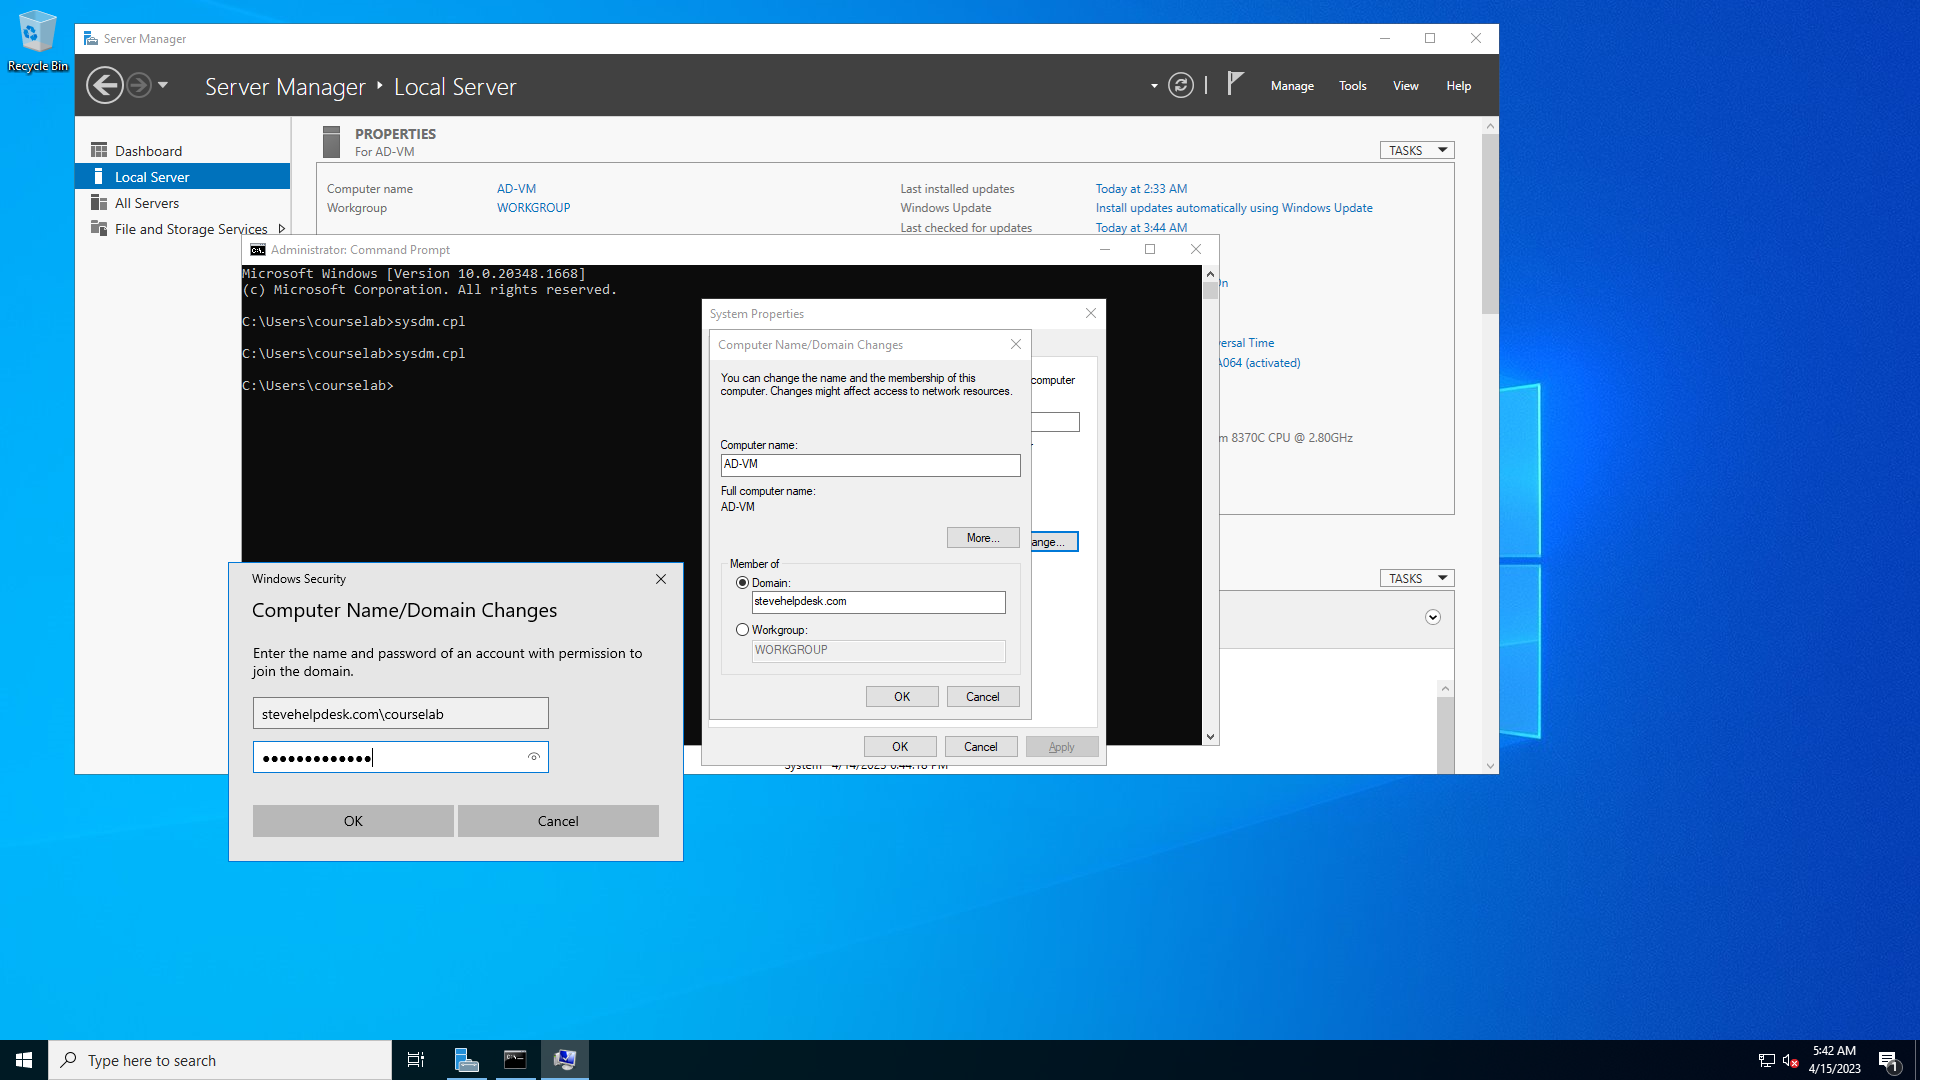 Recycle Bin
Server Manager
Server Manager ‣ Local Server
Manage
Tools
View
Help
Dashboard
Local Server
All Servers
File and Storage Services
PROPERTIES
For AD-VM
TASKS
Computer name
AD-VM
Workgroup
WORKGROUP
Last installed updates
Today at 2:33 AM
Windows Update
Install updates automatically using Windows Update
Last checked for updates
Today at 3:44 AM
(activated)
8370C CPU @ 2.80GHz
TASKS
Administrator: Command Prompt
Microsoft Windows [Version 10.0.20348.1668]
(c) Microsoft Corporation. All rights reserved.
C:\Users\courselab>sysdm.cpl
C:\Users\courselab>sysdm.cpl
C:\Users\courselab>
System Properties
computer
ange...
OK
Cancel
Apply
Computer Name/Domain Changes
You can change the name and the membership of this
computer. Changes might affect access to network resources.
Computer name:
AD-VM
Full computer name:
AD-VM
More...
Member of
Domain:
stevehelpdesk.com
Workgroup:
WORKGROUP
OK
Cancel
Windows Security
Computer Name/Domain Changes
Enter the name and password of an account with permission to
join the domain.
stevehelpdesk.com\courselab
●●●●●●●●●●●●●
OK
Cancel
Type here to search
5:42 AM
4/15/2023
1